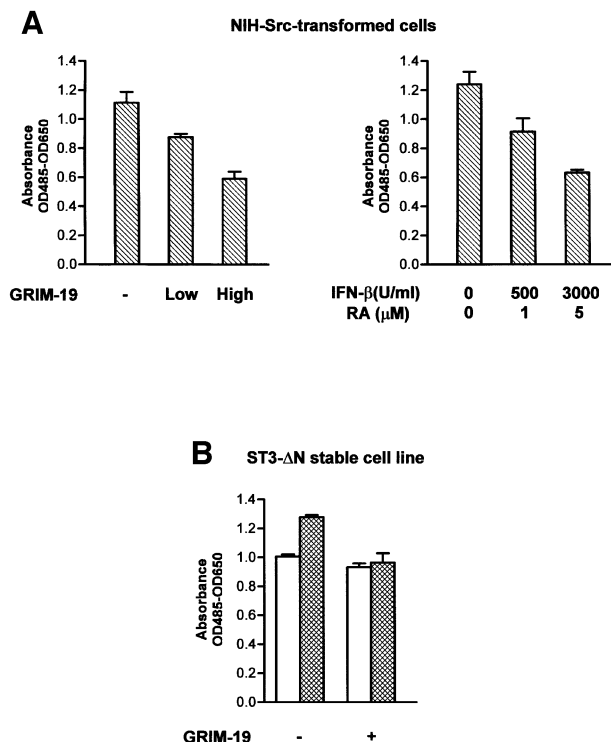 A
NIH-Src-transformed cells
Absorbance
OD485-OD650
1.4
1.2
1.0
0.8
0.6
0.4
0.2
0.0
GRIM-19 - Low High
Absorbance
OD485-OD650
1.4
1.2
1.0
0.8
0.6
0.4
0.2
0.0
IFN-β(U/ml) 0 500 3000
RA (μM) 0 1 5
B
ST3-ΔN stable cell line
Absorbance
OD485-OD650
1.4
1.2
1.0
0.8
0.6
0.4
0.2
0.0
GRIM-19 - +